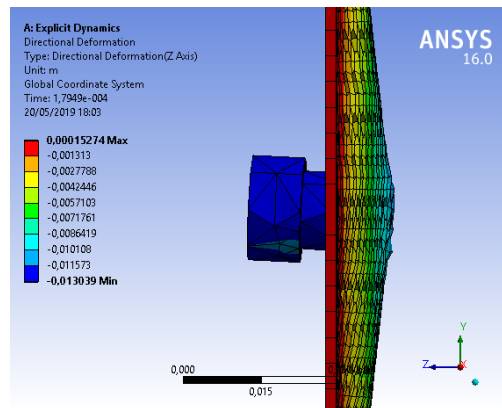 A: Explicit Dynamics
Directional Deformation
Type: Directional Deformation(Z Axis)
Unit: m
Global Coordinate System
Time: 1,7949e-004
20/05/2019 18:03
0,00015274 Max
-0,001313
-0,0027788
-0,0042446
-0,0057103
-0,0071761
-0,0086419
-0,010108
-0,011573
-0,013039 Min
ANSYS
16.0
0,000
0,015
Y
Z
X